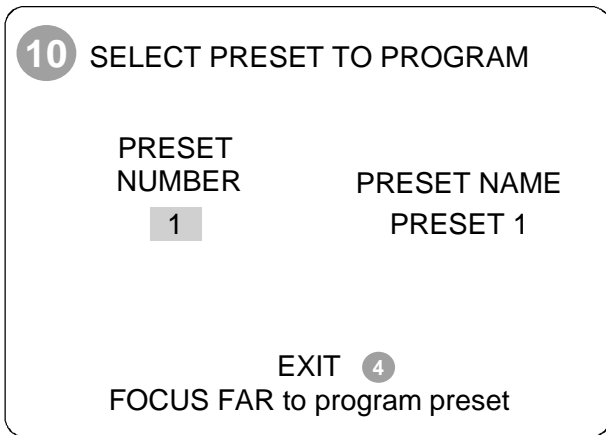 10 SELECT PRESET TO PROGRAM
PRESET
NUMBER
PRESET NAME
1
PRESET 1
EXIT 4
FOCUS FAR to program preset